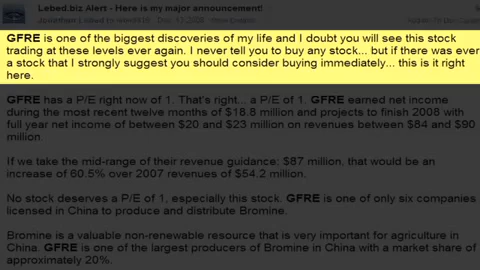 Lebed.biz Alert - Here is my major announcement!
GFRE is one of the biggest discoveries of my life and I doubt you will see this stock
trading at these levels ever again. I never tell you to buy any stock... but if there was ever
a stock that I strongly suggest you should consider buying immediately... this is it right
here.
GFRE has a P/E right now of 1. That's right... a P/E of 1. GFRE earned net income
during the most recent twelve months of $18.8 million and projects to finish 2008 with
full year net income of between $20 and $23 million on revenues between $84 and $90
million.
If we take the mid-range of their revenue guidance; $87 million, that would be an
increase of 60.5% over 2007 revenues of $54.2 million.
No stock deserves a P/E of 1, especially this stock. GFRE is one of only six companies
licensed in China to produce and distribute Bromine.
Bromine is a valuable non-renewable resource that is very important for agriculture in
China. GFRE is one of the largest producers of Bromine in China with a market share of
approximately 20%.